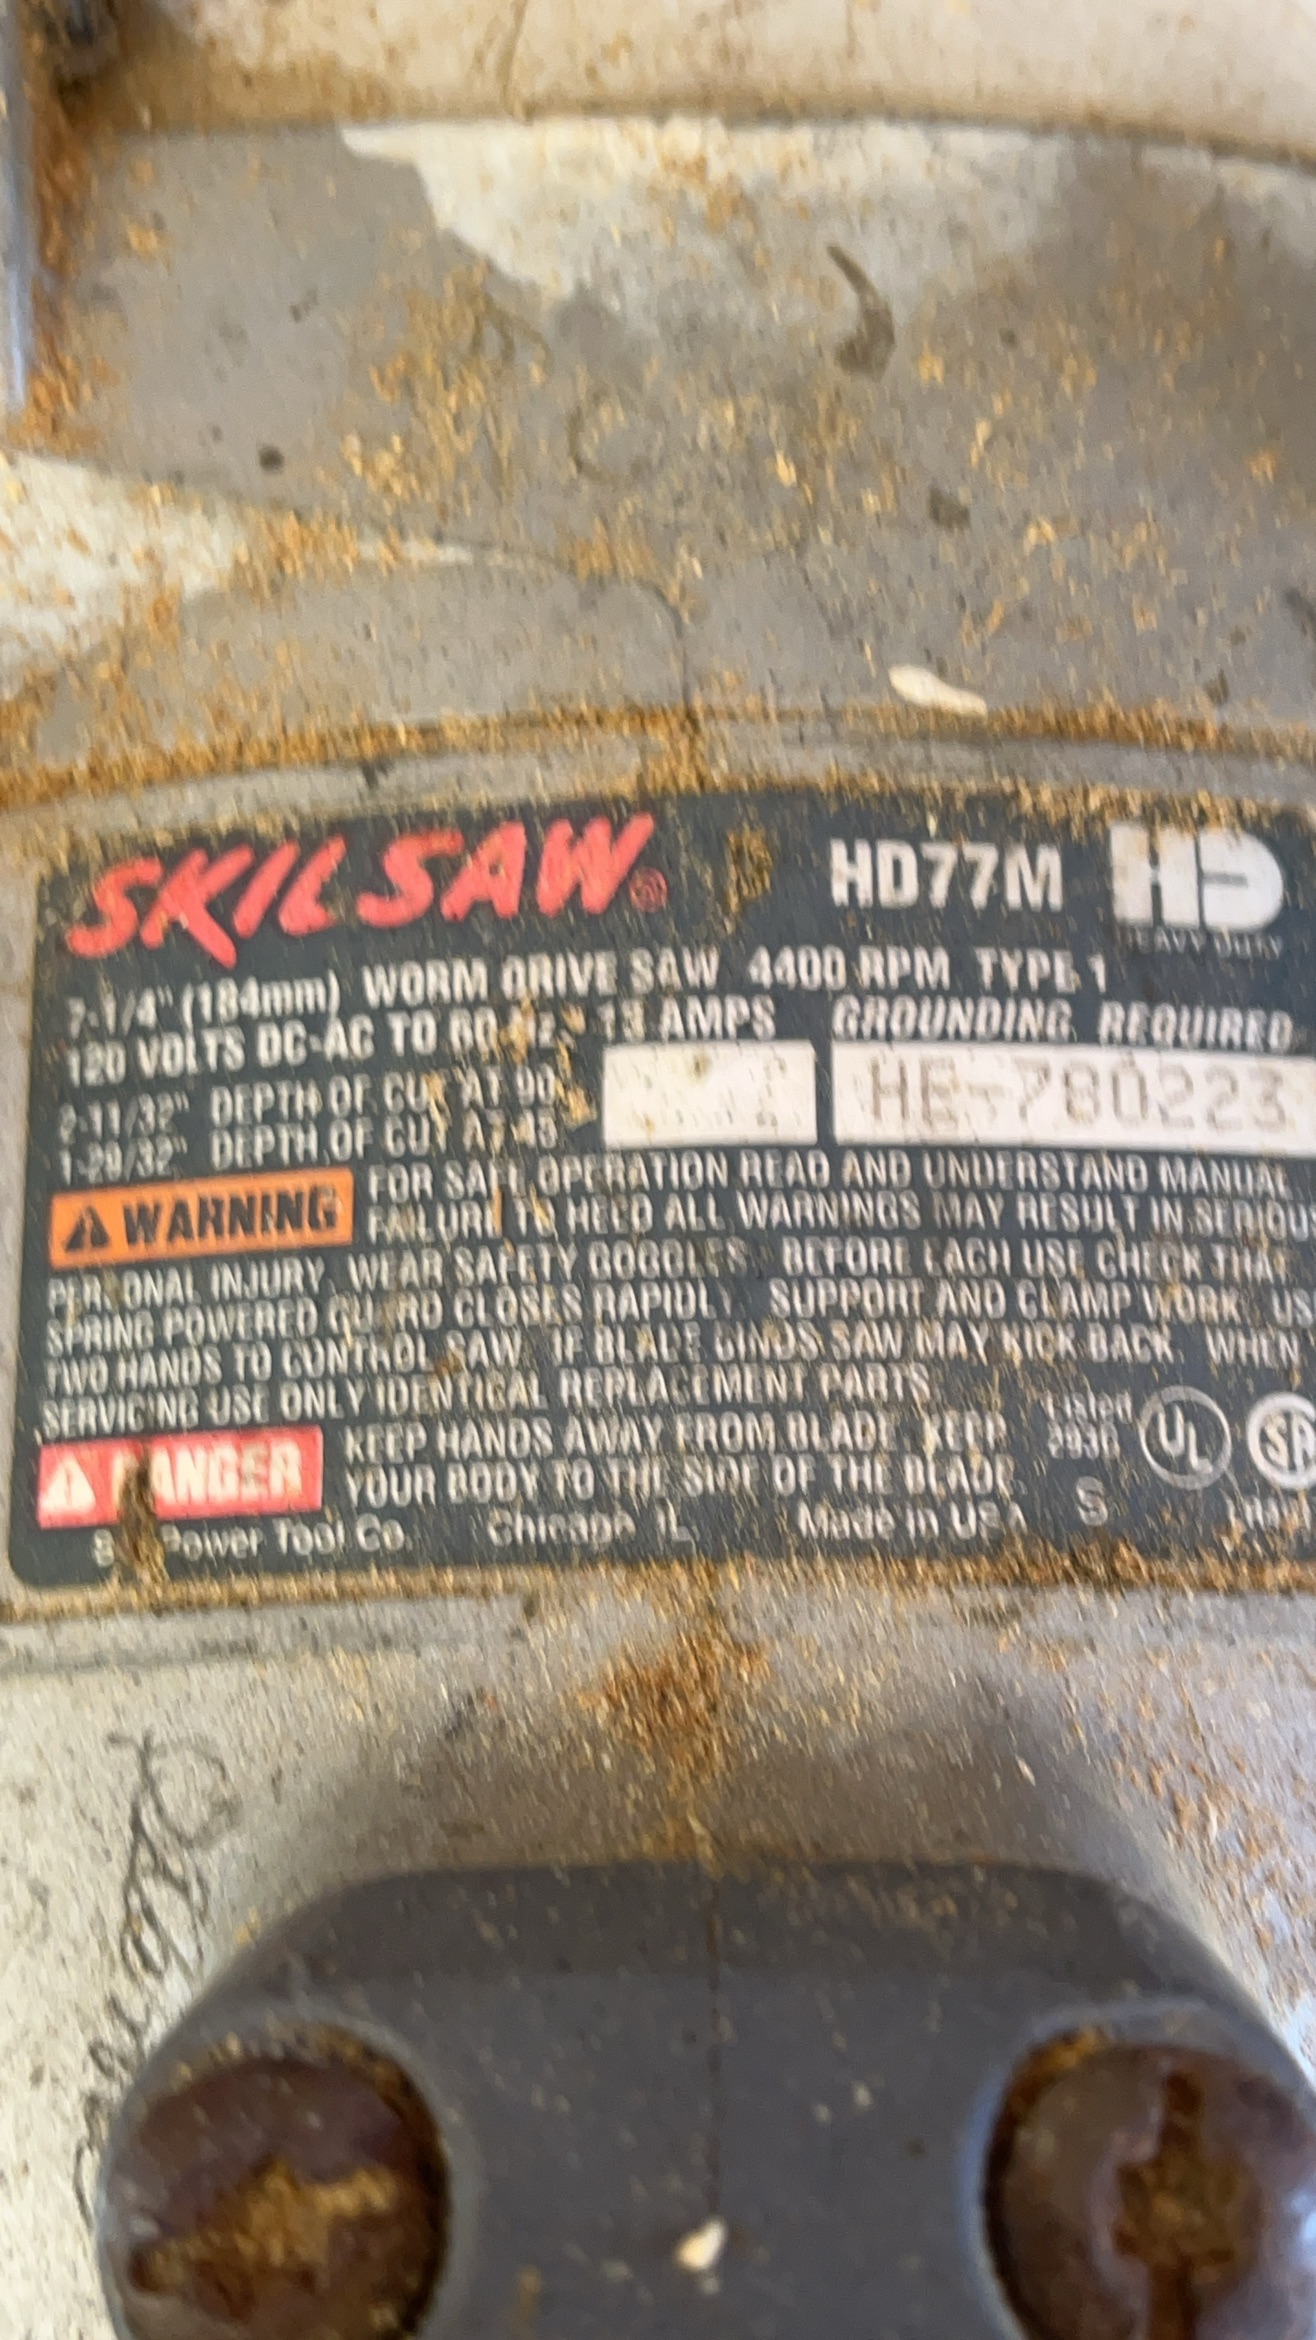 SKILSAW® HD77M HD
HEAVY DUTY
7-1/4" (184mm) WORM DRIVE SAW 4400 RPM TYPE 1
120 VOLTS DC-AC TO 60 HZ 13 AMPS GROUNDING REQUIRED
2-11/32" DEPTH OF CUT AT 90
1-29/32" DEPTH OF CUT AT 45
HE-780223
WARNING FOR SAFE OPERATION READ AND UNDERSTAND MANUAL
FAILURE TO HEED ALL WARNINGS MAY RESULT IN SERIOU
PERSONAL INJURY. WEAR SAFETY GOGGLES. BEFORE EACH USE CHECK THAT
SPRING POWERED GUARD CLOSES RAPIDLY. SUPPORT AND CLAMP WORK. US
TWO HANDS TO CONTROL SAW. IF BLADE BINDS SAW MAY KICK BACK. WHEN
SERVICING USE ONLY IDENTICAL REPLACEMENT PARTS.
DANGER KEEP HANDS AWAY FROM BLADE. KEEP
YOUR BODY TO THE SIDE OF THE BLADE.
Listed
UL
SA
Power Tool Co. Chicago IL Made in USA S